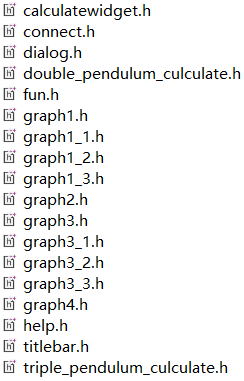 calculatewidget.h
connect.h
dialog.h
double_pendulum_culculate.h
fun.h
graph1.h
graph1_1.h
graph1_2.h
graph1_3.h
graph2.h
graph3.h
graph3_1.h
graph3_2.h
graph3_3.h
graph4.h
help.h
titlebar.h
triple_pendulum_culculate.h